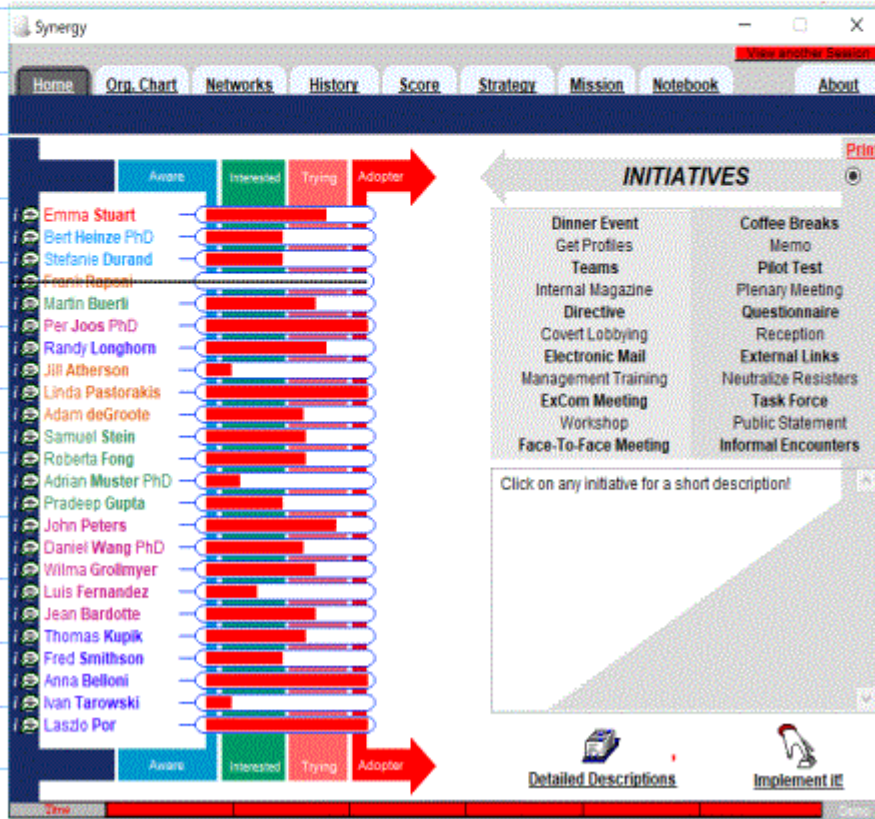 Synergy
View another Session
Home Org. Chart Networks History Score Strategy Mission Notebook About
Print
Aware Interested Trying Adopter
INITIATIVES
Emma Stuart
Bert Heinze PhD
Stefanie Durand
Frank Raponi
Martin Buerli
Per Joos PhD
Randy Longhorn
Jill Atherson
Linda Pastorakis
Adam deGroote
Samuel Stein
Roberta Fong
Adrian Muster PhD
Pradeep Gupta
John Peters
Daniel Wang PhD
Wilma Grollmyer
Luis Fernandez
Jean Bardotte
Thomas Kupik
Fred Smithson
Anna Belloni
Ivan Tarowski
Laszlo Por
Aware Interested Trying Adopter
Dinner Event Coffee Breaks
Get Profiles Memo
Teams Pilot Test
Internal Magazine Plenary Meeting
Directive Questionnaire
Covert Lobbying Reception
Electronic Mail External Links
Management Training Neutralize Resisters
ExCom Meeting Task Force
Workshop Public Statement
Face-To-Face Meeting Informal Encounters
Click on any initiative for a short description!
Detailed Descriptions Implement it!
Time